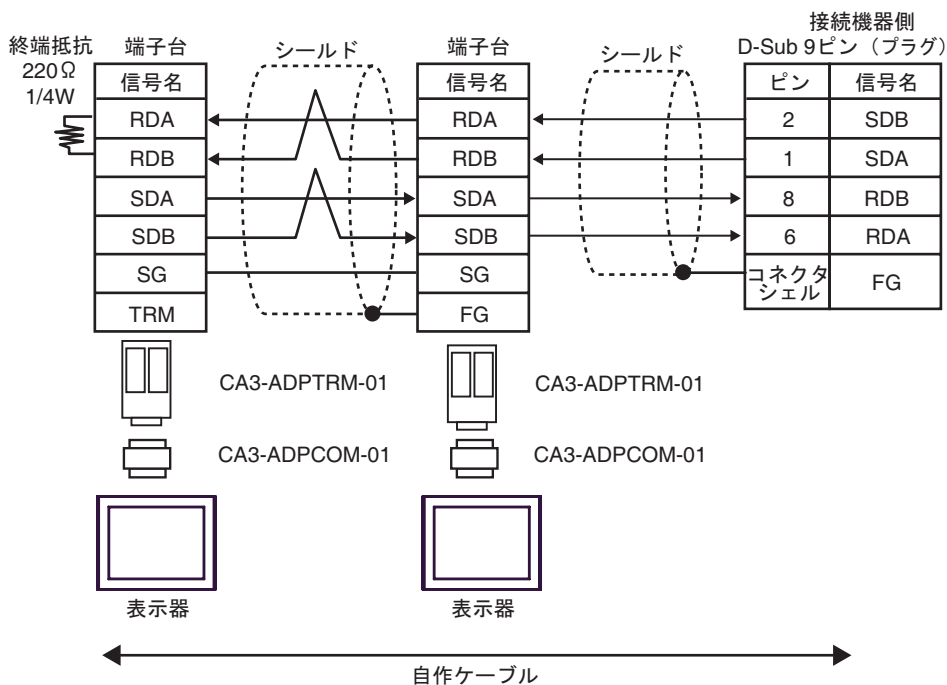 接続機器側
D-Sub 9ピン（プラグ）
終端抵抗
220Ω
1/4W
端子台
シールド
端子台
シールド
信号名
信号名
ピン
信号名
RDA
RDA
2
SDB
RDB
RDB
1
SDA
SDA
SDA
8
RDB
SDB
SDB
6
RDA
SG
SG
コネクタ
シェル
FG
TRM
FG
CA3-ADPTRM-01
CA3-ADPTRM-01
CA3-ADPCOM-01
CA3-ADPCOM-01
表示器
表示器
自作ケーブル